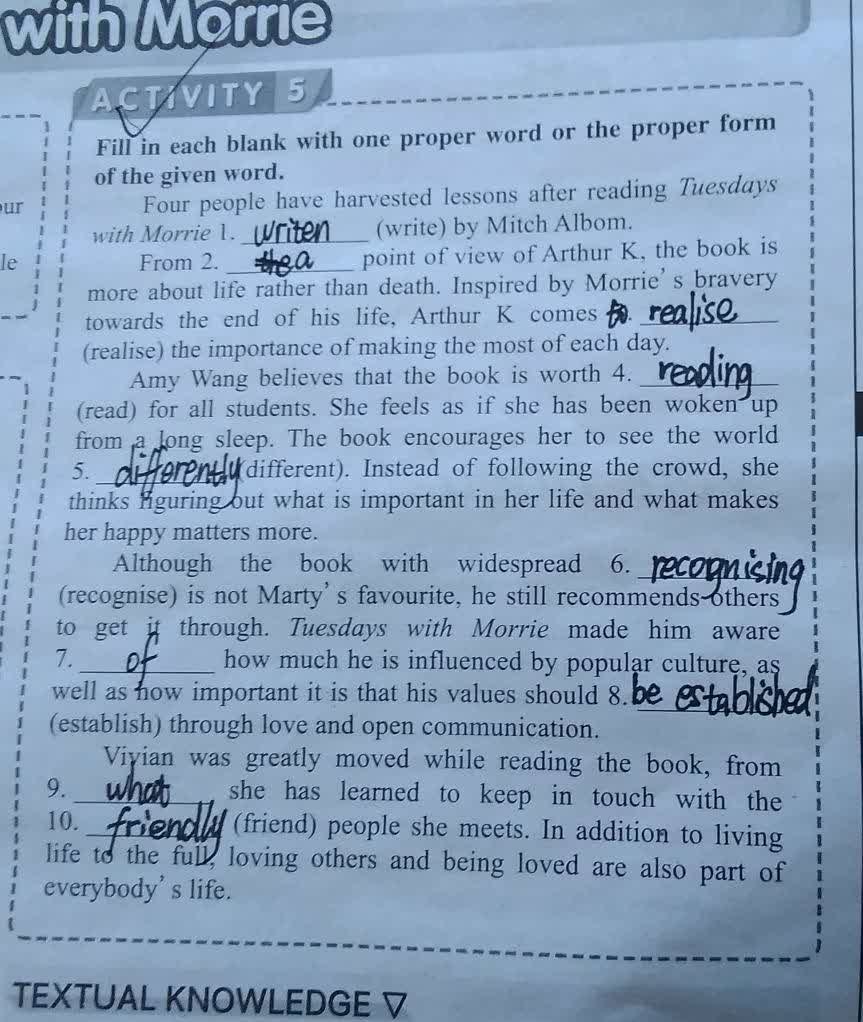 with Morrie
ACTIVITY 5
Fill in each blank with one proper word or the proper form
of the given word.
our
Four people have harvested lessons after reading Tuesdays
with Morrie 1. writen (write) by Mitch Albom.
le
From 2. a point of view of Arthur K, the book is
more about life rather than death. Inspired by Morrie's bravery
towards the end of his life, Arthur K comes to realise
(realise) the importance of making the most of each day.
Amy Wang believes that the book is worth 4. reading
(read) for all students. She feels as if she has been woken up
from a long sleep. The book encourages her to see the world
5. differently (different). Instead of following the crowd, she
thinks figuring out what is important in her life and what makes
her happy matters more.
Although the book with widespread 6. recognising
(recognise) is not Marty's favourite, he still recommends others
to get it through. Tuesdays with Morrie made him aware
7. of how much he is influenced by popular culture, as
well as how important it is that his values should 8. be established
(establish) through love and open communication.
Vivian was greatly moved while reading the book, from
9. what she has learned to keep in touch with the
10. friendly (friend) people she meets. In addition to living
life to the full, loving others and being loved are also part of
everybody's life.
TEXTUAL KNOWLEDGE ▽